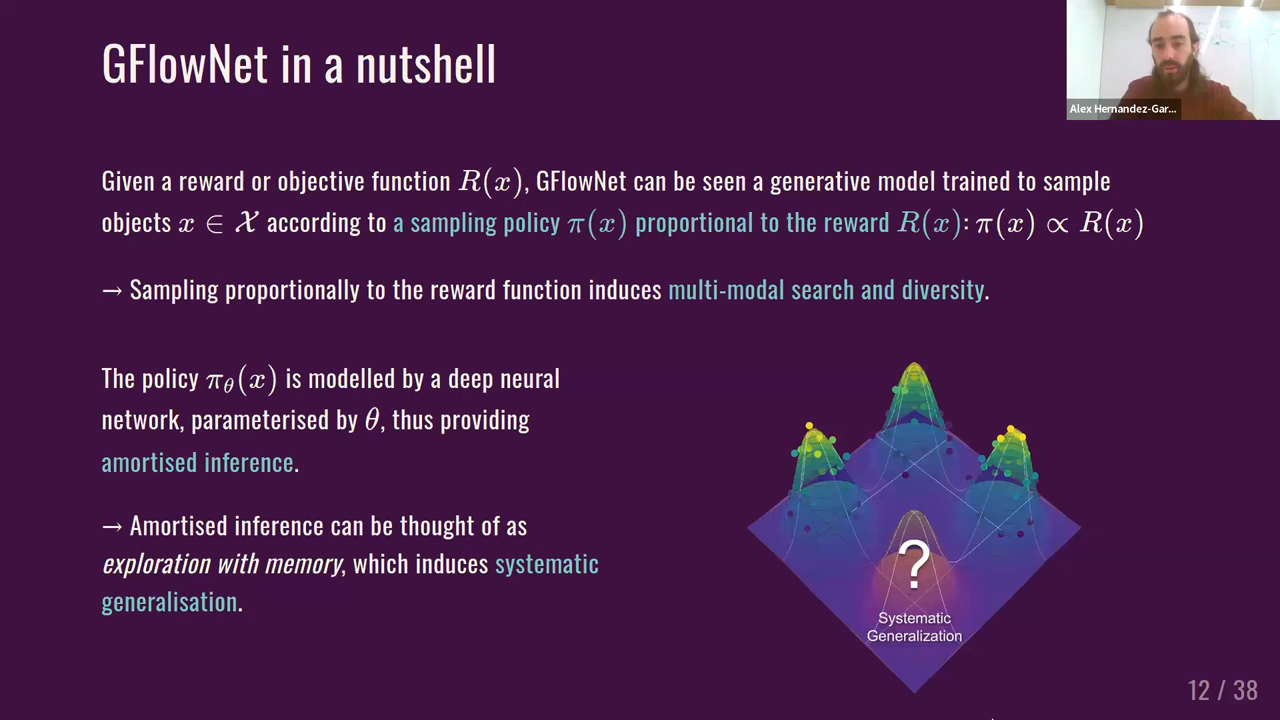 GFlowNet in a nutshell
Alex Hernandez-Gar...
Given a reward or objective function R(x), GFlowNet can be seen a generative model trained to sample
objects x ∈ 𝒳 according to a sampling policy π(x) proportional to the reward R(x): π(x) ∝ R(x)
→ Sampling proportionally to the reward function induces multi-modal search and diversity.
The policy π_θ(x) is modelled by a deep neural
network, parameterised by θ, thus providing
amortised inference.
→ Amortised inference can be thought of as
exploration with memory, which induces systematic
generalisation.
?
Systematic
Generalization
12 / 38